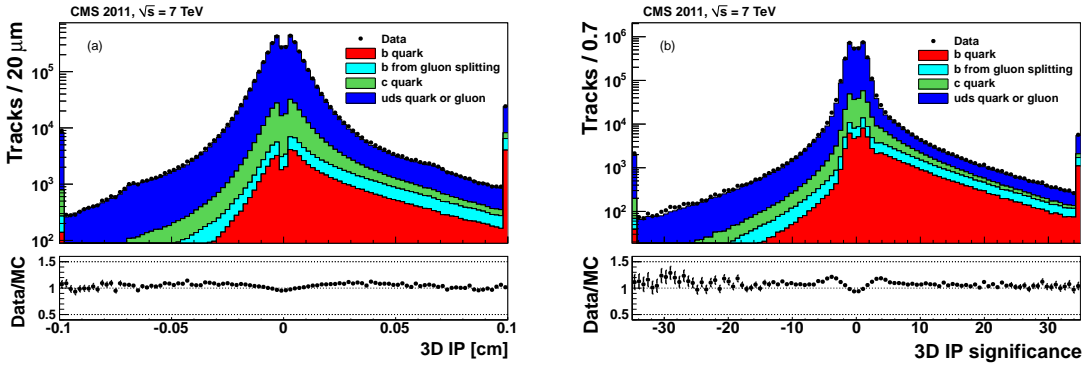 CMS 2011, √s = 7 TeV
(a)
Data
b quark
b from gluon splitting
c quark
uds quark or gluon
Tracks / 20 μm
10⁵
10⁴
10³
10²
Data/MC
1.5
1
0.5
-0.1 -0.05 0 0.05 0.1
3D IP [cm]
CMS 2011, √s = 7 TeV
(b)
Data
b quark
b from gluon splitting
c quark
uds quark or gluon
Tracks / 0.7
10⁶
10⁵
10⁴
10³
10²
Data/MC
1.5
1
0.5
-30 -20 -10 0 10 20 30
3D IP significance